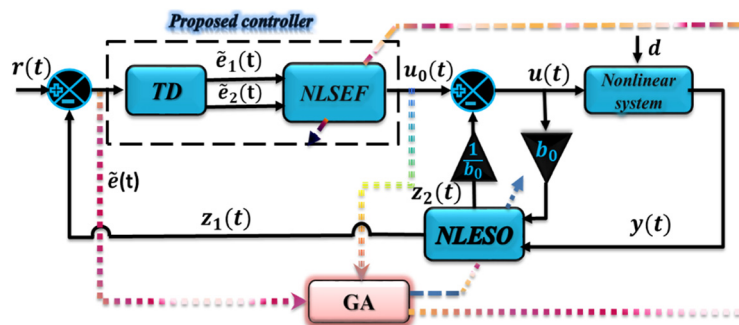 Proposed controller
r(t)
TD
ẽ₁(t)
ẽ₂(t)
NLSEF
u₀(t)
u(t)
d
Nonlinear
system
ẽ(t)
1/b₀
b₀
z₂(t)
z₁(t)
NLESO
y(t)
GA